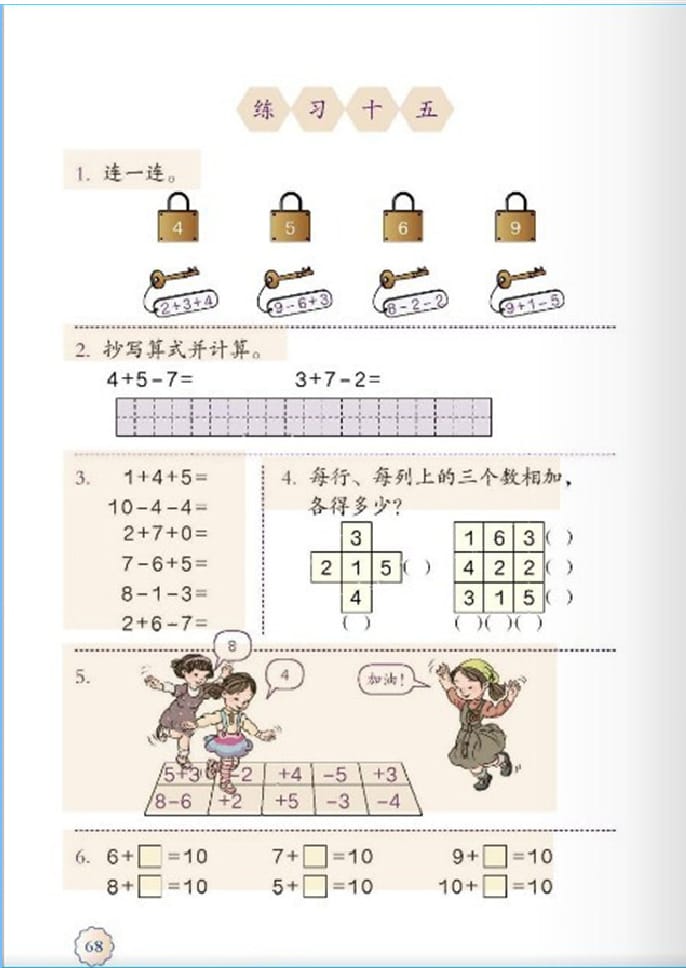 练习十五
1. 连一连。
4 5 6 9
2+3+4 9-6+3 8-2-2 9+1-5
2. 抄写算式并计算。
4+5-7= 3+7-2=
3. 1+4+5=
10-4-4=
2+7+0=
7-6+5=
8-1-3=
2+6-7=
4. 每行、每列上的三个数相加，
各得多少？
3
2 1 5 ( )
4
( )
1 6 3 ( )
4 2 2 ( )
3 1 5 ( )
( ) ( ) ( )
5.
8
4
加油！
5+3 -2 +4 -5 +3
8-6 +2 +5 -3 -4
6. 6+□=10 7+□=10 9+□=10
8+□=10 5+□=10 10+□=10
68